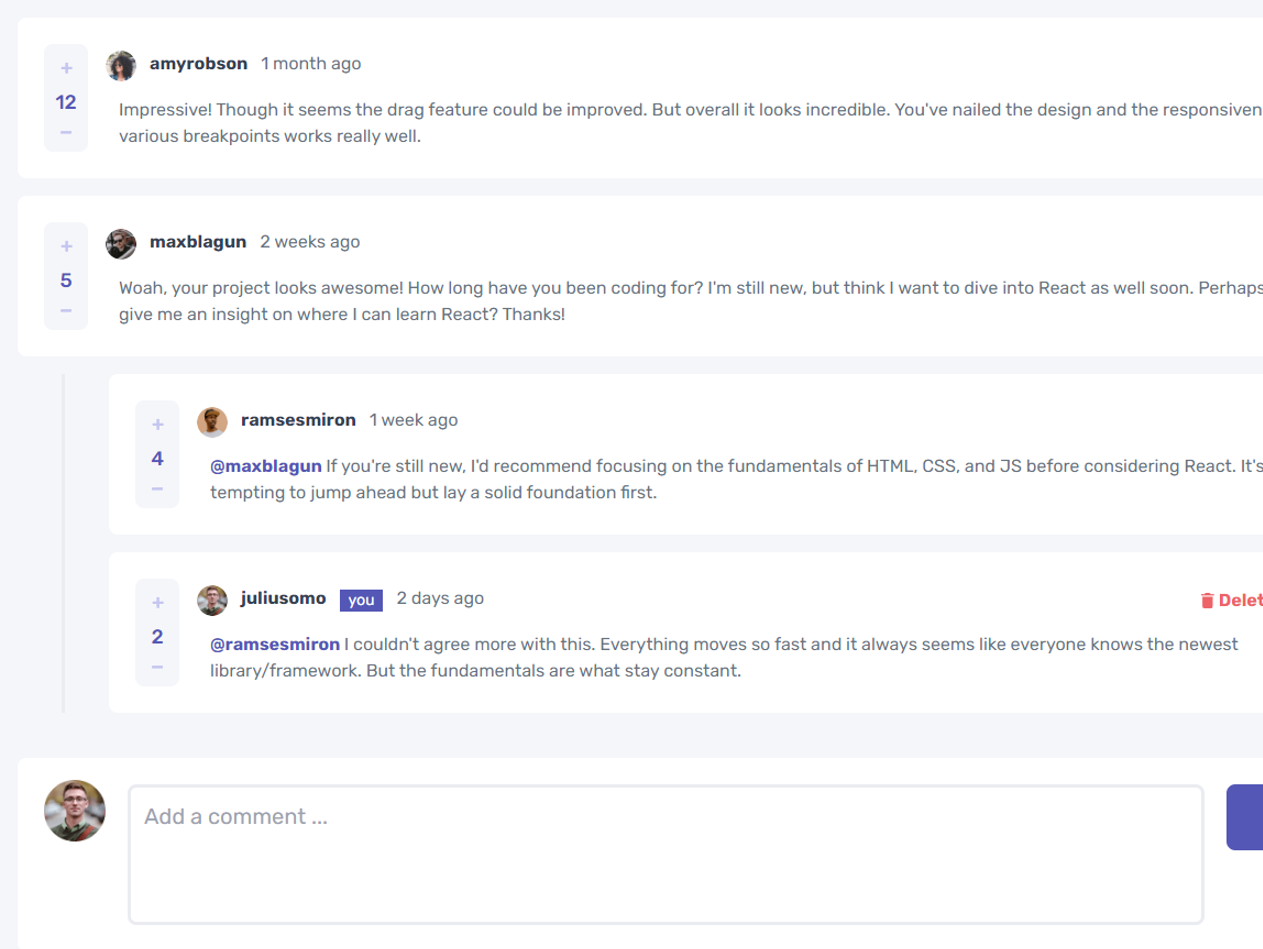 +
amyrobson 1 month ago
12
Impressive! Though it seems the drag feature could be improved. But overall it looks incredible. You've nailed the design and the responsiven
various breakpoints works really well.
−
+
maxblagun 2 weeks ago
5
Woah, your project looks awesome! How long have you been coding for? I'm still new, but think I want to dive into React as well soon. Perhaps
give me an insight on where I can learn React? Thanks!
−
+
ramsesmiron 1 week ago
4
@maxblagun If you're still new, I'd recommend focusing on the fundamentals of HTML, CSS, and JS before considering React. It's
tempting to jump ahead but lay a solid foundation first.
−
+
juliusomo you 2 days ago Delet
2
@ramsesmiron I couldn't agree more with this. Everything moves so fast and it always seems like everyone knows the newest
library/framework. But the fundamentals are what stay constant.
−
Add a comment ...